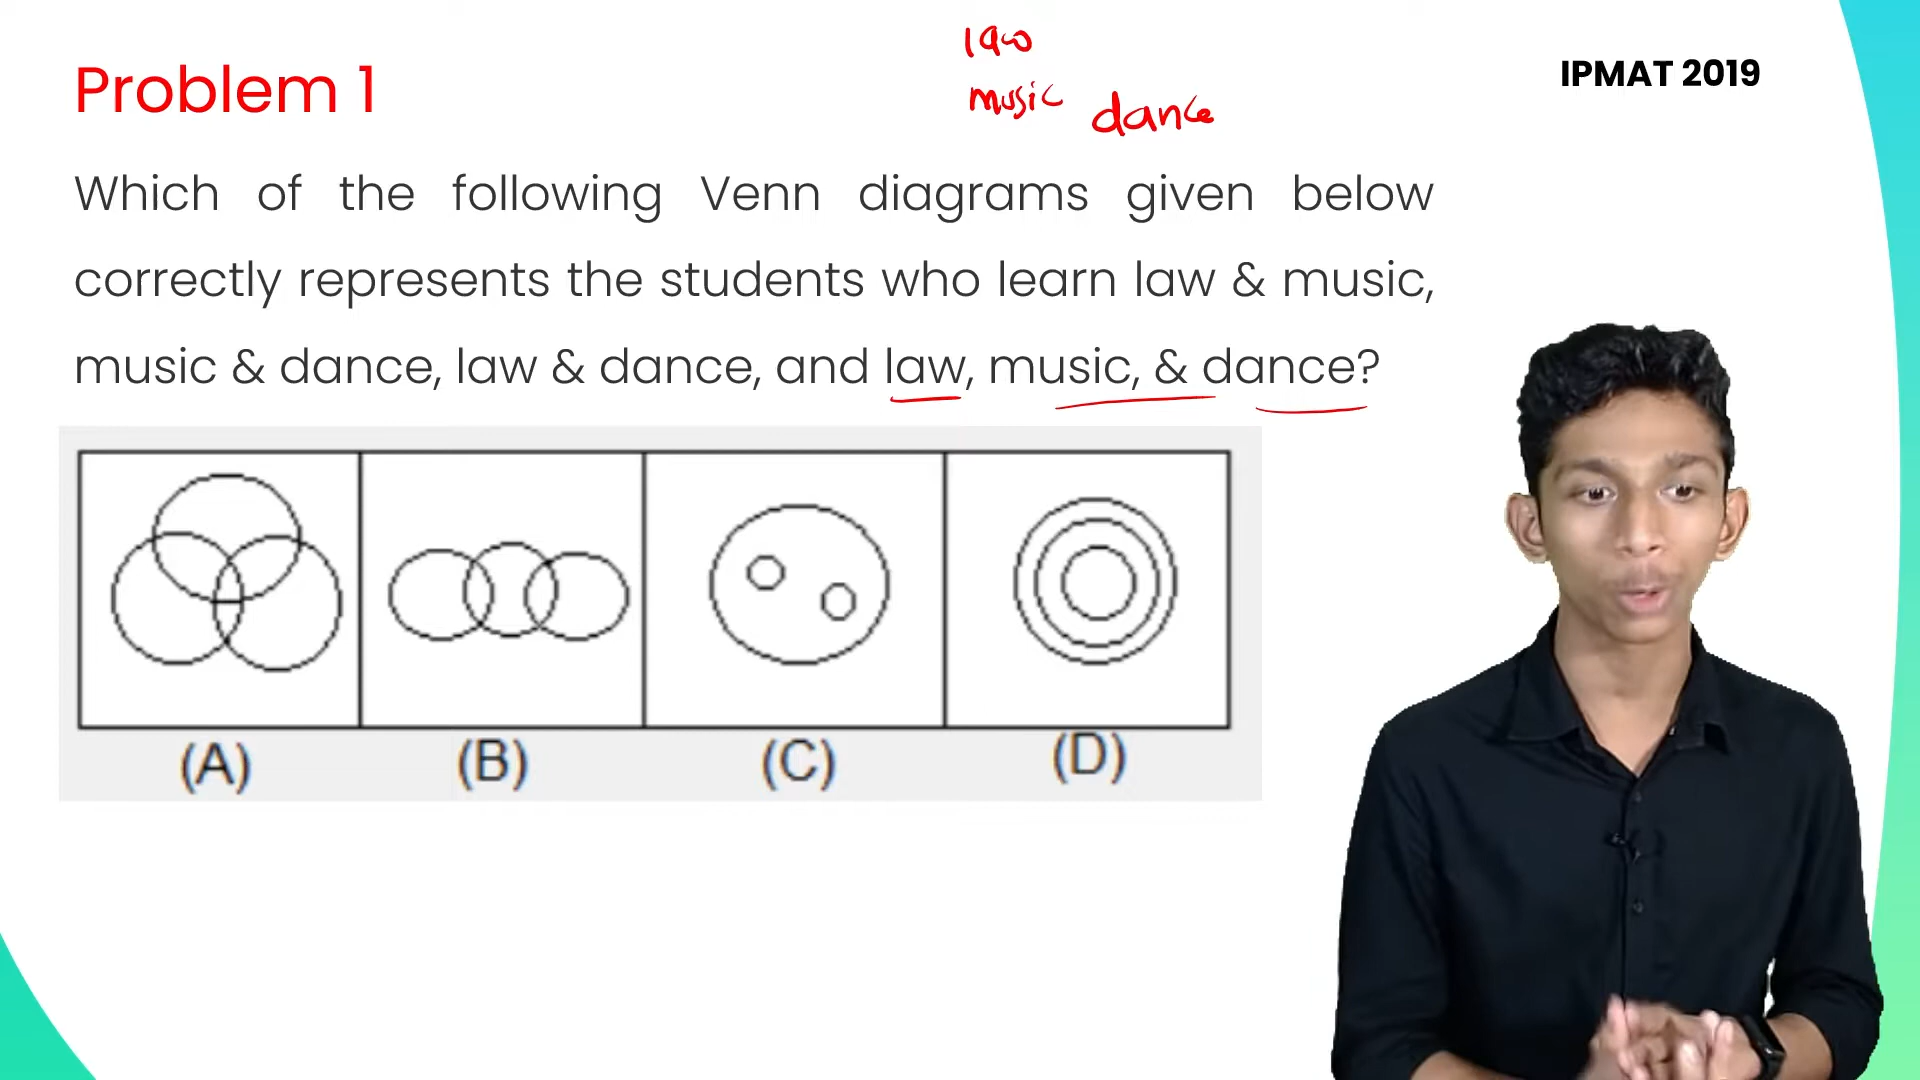 law
music dance
Problem 1
IPMAT 2019
Which of the following Venn diagrams given below
correctly represents the students who learn law & music,
music & dance, law & dance, and law, music, & dance?
(A) (B) (C) (D)